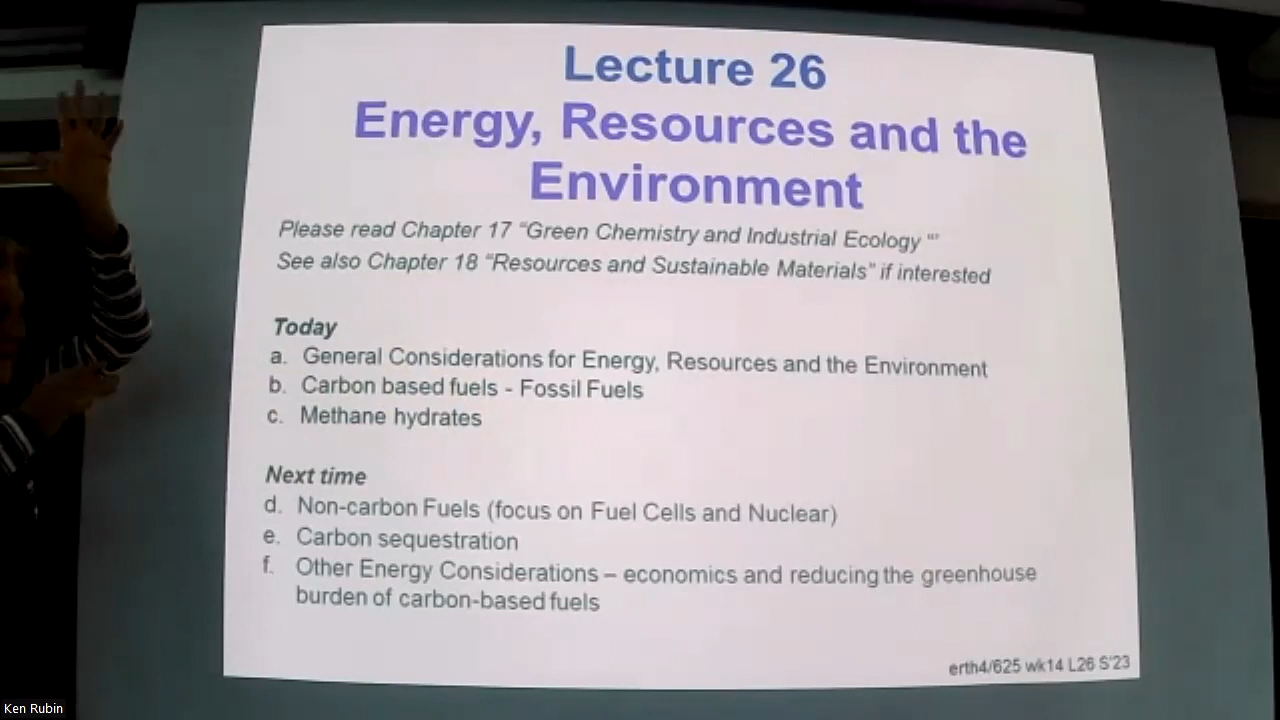 Lecture 26
Energy, Resources and the
Environment
Please read Chapter 17 “Green Chemistry and Industrial Ecology “”
See also Chapter 18 “Resources and Sustainable Materials” if interested
Today
a. General Considerations for Energy, Resources and the Environment
b. Carbon based fuels - Fossil Fuels
c. Methane hydrates
Next time
d. Non-carbon Fuels (focus on Fuel Cells and Nuclear)
e. Carbon sequestration
f. Other Energy Considerations – economics and reducing the greenhouse
burden of carbon-based fuels
erth4/625 wk14 L26 S'23
Ken Rubin